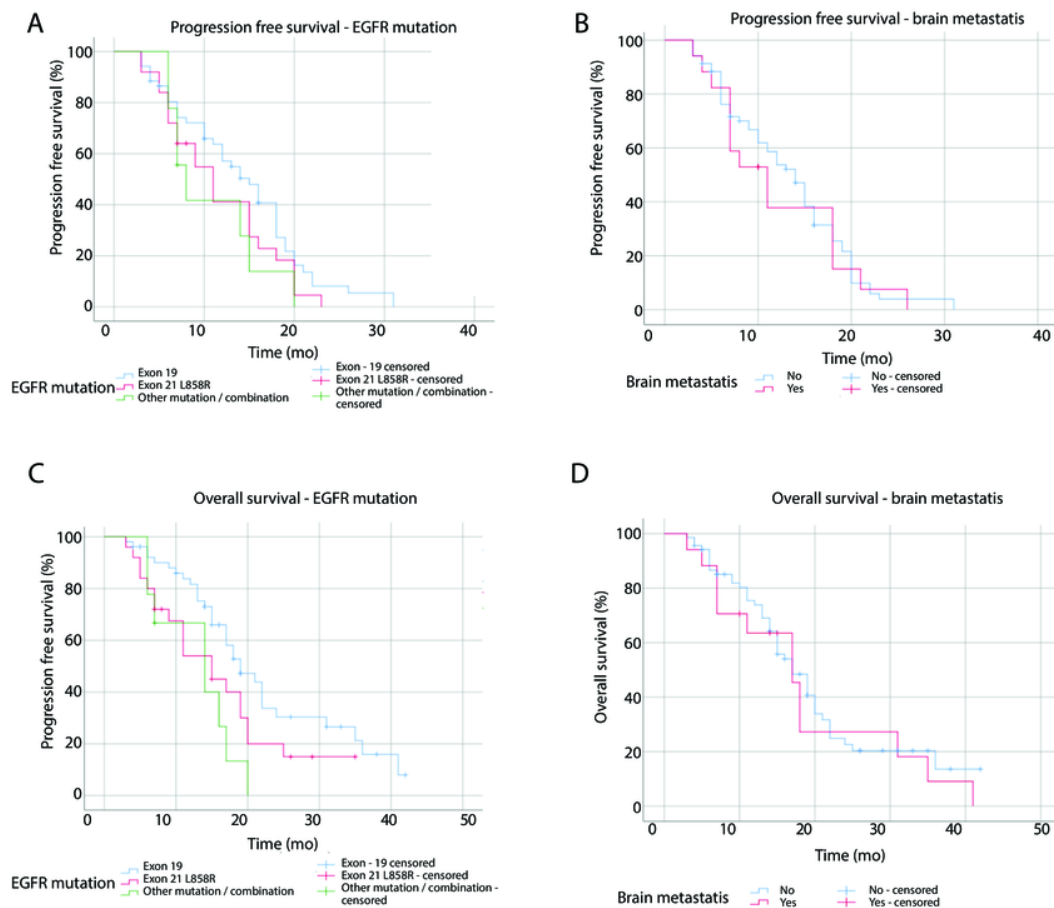 A
Progression free survival - EGFR mutation
100
80
60
40
20
0
Progression free survival (%)
0 10 20 30 40
Time (mo)
EGFR mutation
Exon 19
Exon 21 L858R
Other mutation / combination
Exon - 19 censored
Exon 21 L858R - censored
Other mutation / combination -
censored
B
Progression free survival - brain metastatis
100
80
60
40
20
0
Progression free survival (%)
0 10 20 30 40
Time (mo)
Brain metastatis
No
Yes
No - censored
Yes - censored
C
Overall survival - EGFR mutation
100
80
60
40
20
0
Progression free survival (%)
0 10 20 30 40 50
Time (mo)
EGFR mutation
Exon 19
Exon 21 L858R
Other mutation / combination
Exon - 19 censored
Exon 21 L858R - censored
Other mutation / combination -
censored
D
Overall survival - brain metastatis
100
80
60
40
20
0
Overall survival (%)
0 10 20 30 40 50
Time (mo)
Brain metastatis
No
Yes
No - censored
Yes - censored